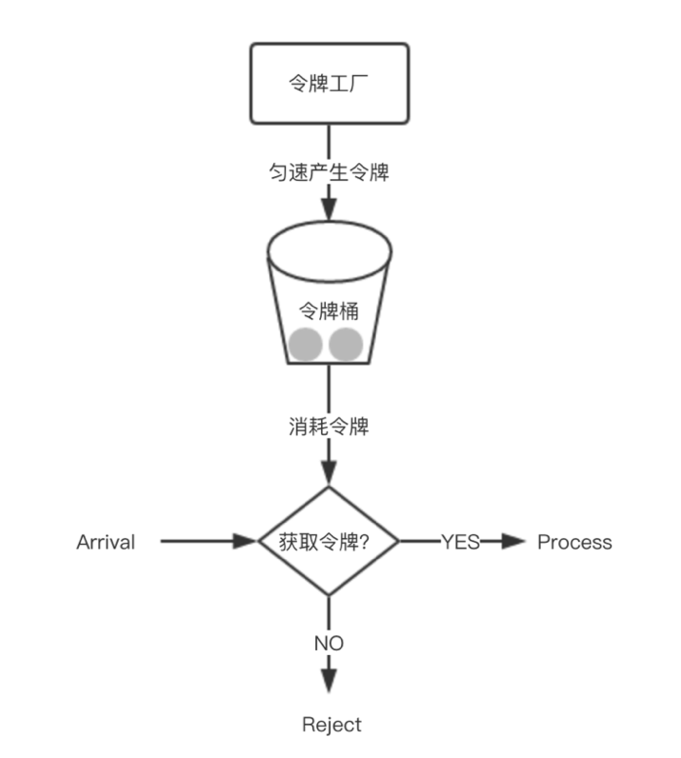 令牌工厂
匀速产生令牌
令牌桶
消耗令牌
Arrival
获取令牌?
YES
Process
NO
Reject